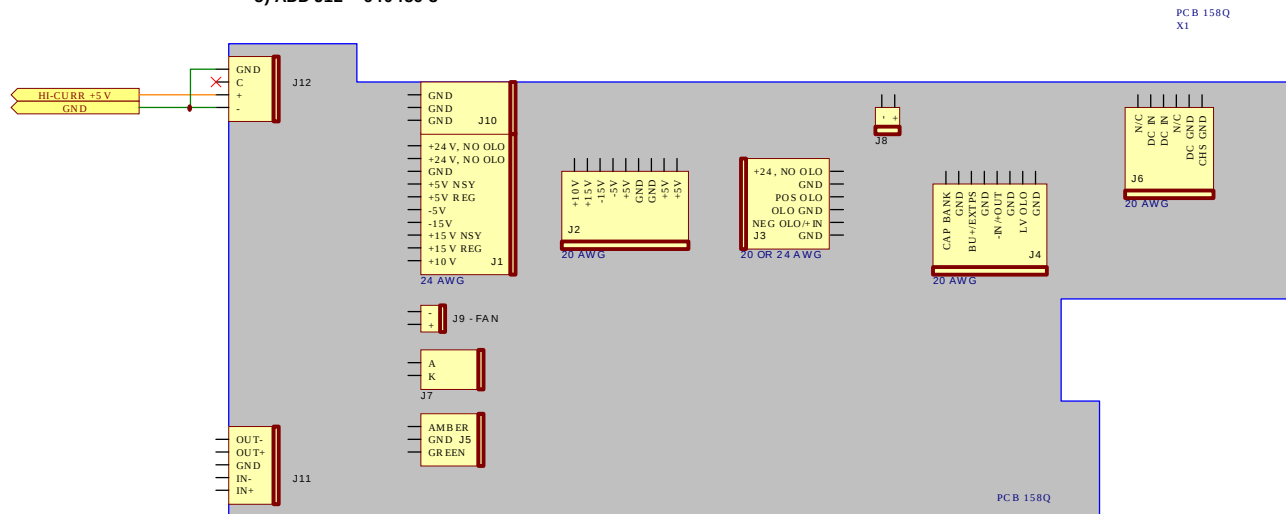 PCB 158Q
X1
GND
C
+
-
J12
HI-CURR +5V
GND
GND
GND
GND
J10
+24 V, NO OLO
+24 V, NO OLO
GND
+5V NSY
+5V REG
-5V
-15V
+15 V NSY
+15 V REG
+10 V
J1
24 AWG
+10V
+15V
-15V
-5V
+5V
GND
GND
+5V
+5V
J2
20 AWG
+24, NO OLO
GND
POS OLO
OLO GND
NEG OLO/+IN
GND
J3
20 OR 24 AWG
- +
J8
CAP BANK
GND
BU+/EXTPS
GND
-IN/+OUT
GND
LV OLO
GND
J4
20 AWG
N/C
DC IN
DC IN
N/C
DC GND
CHS GND
J6
20 AWG
-
+
J9 - FAN
A
K
J7
AMBER
GND J5
GREEN
OUT-
OUT+
GND
IN-
IN+
J11
PCB 158Q